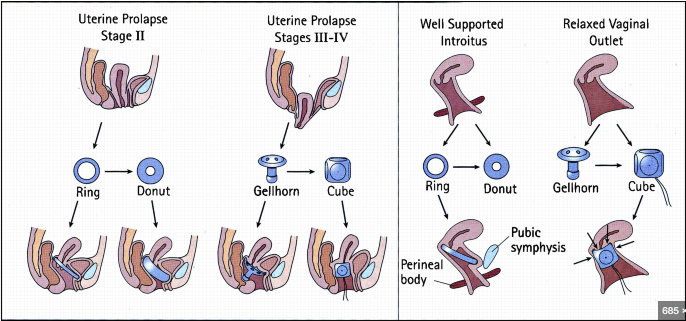 Uterine Prolapse
Stage II
Uterine Prolapse
Stages III-IV
Well Supported
Introitus
Relaxed Vaginal
Outlet
Ring
Donut
Gellhorn
Cube
Ring
Donut
Gellhorn
Cube
Pubic
symphysis
Perineal
body
685